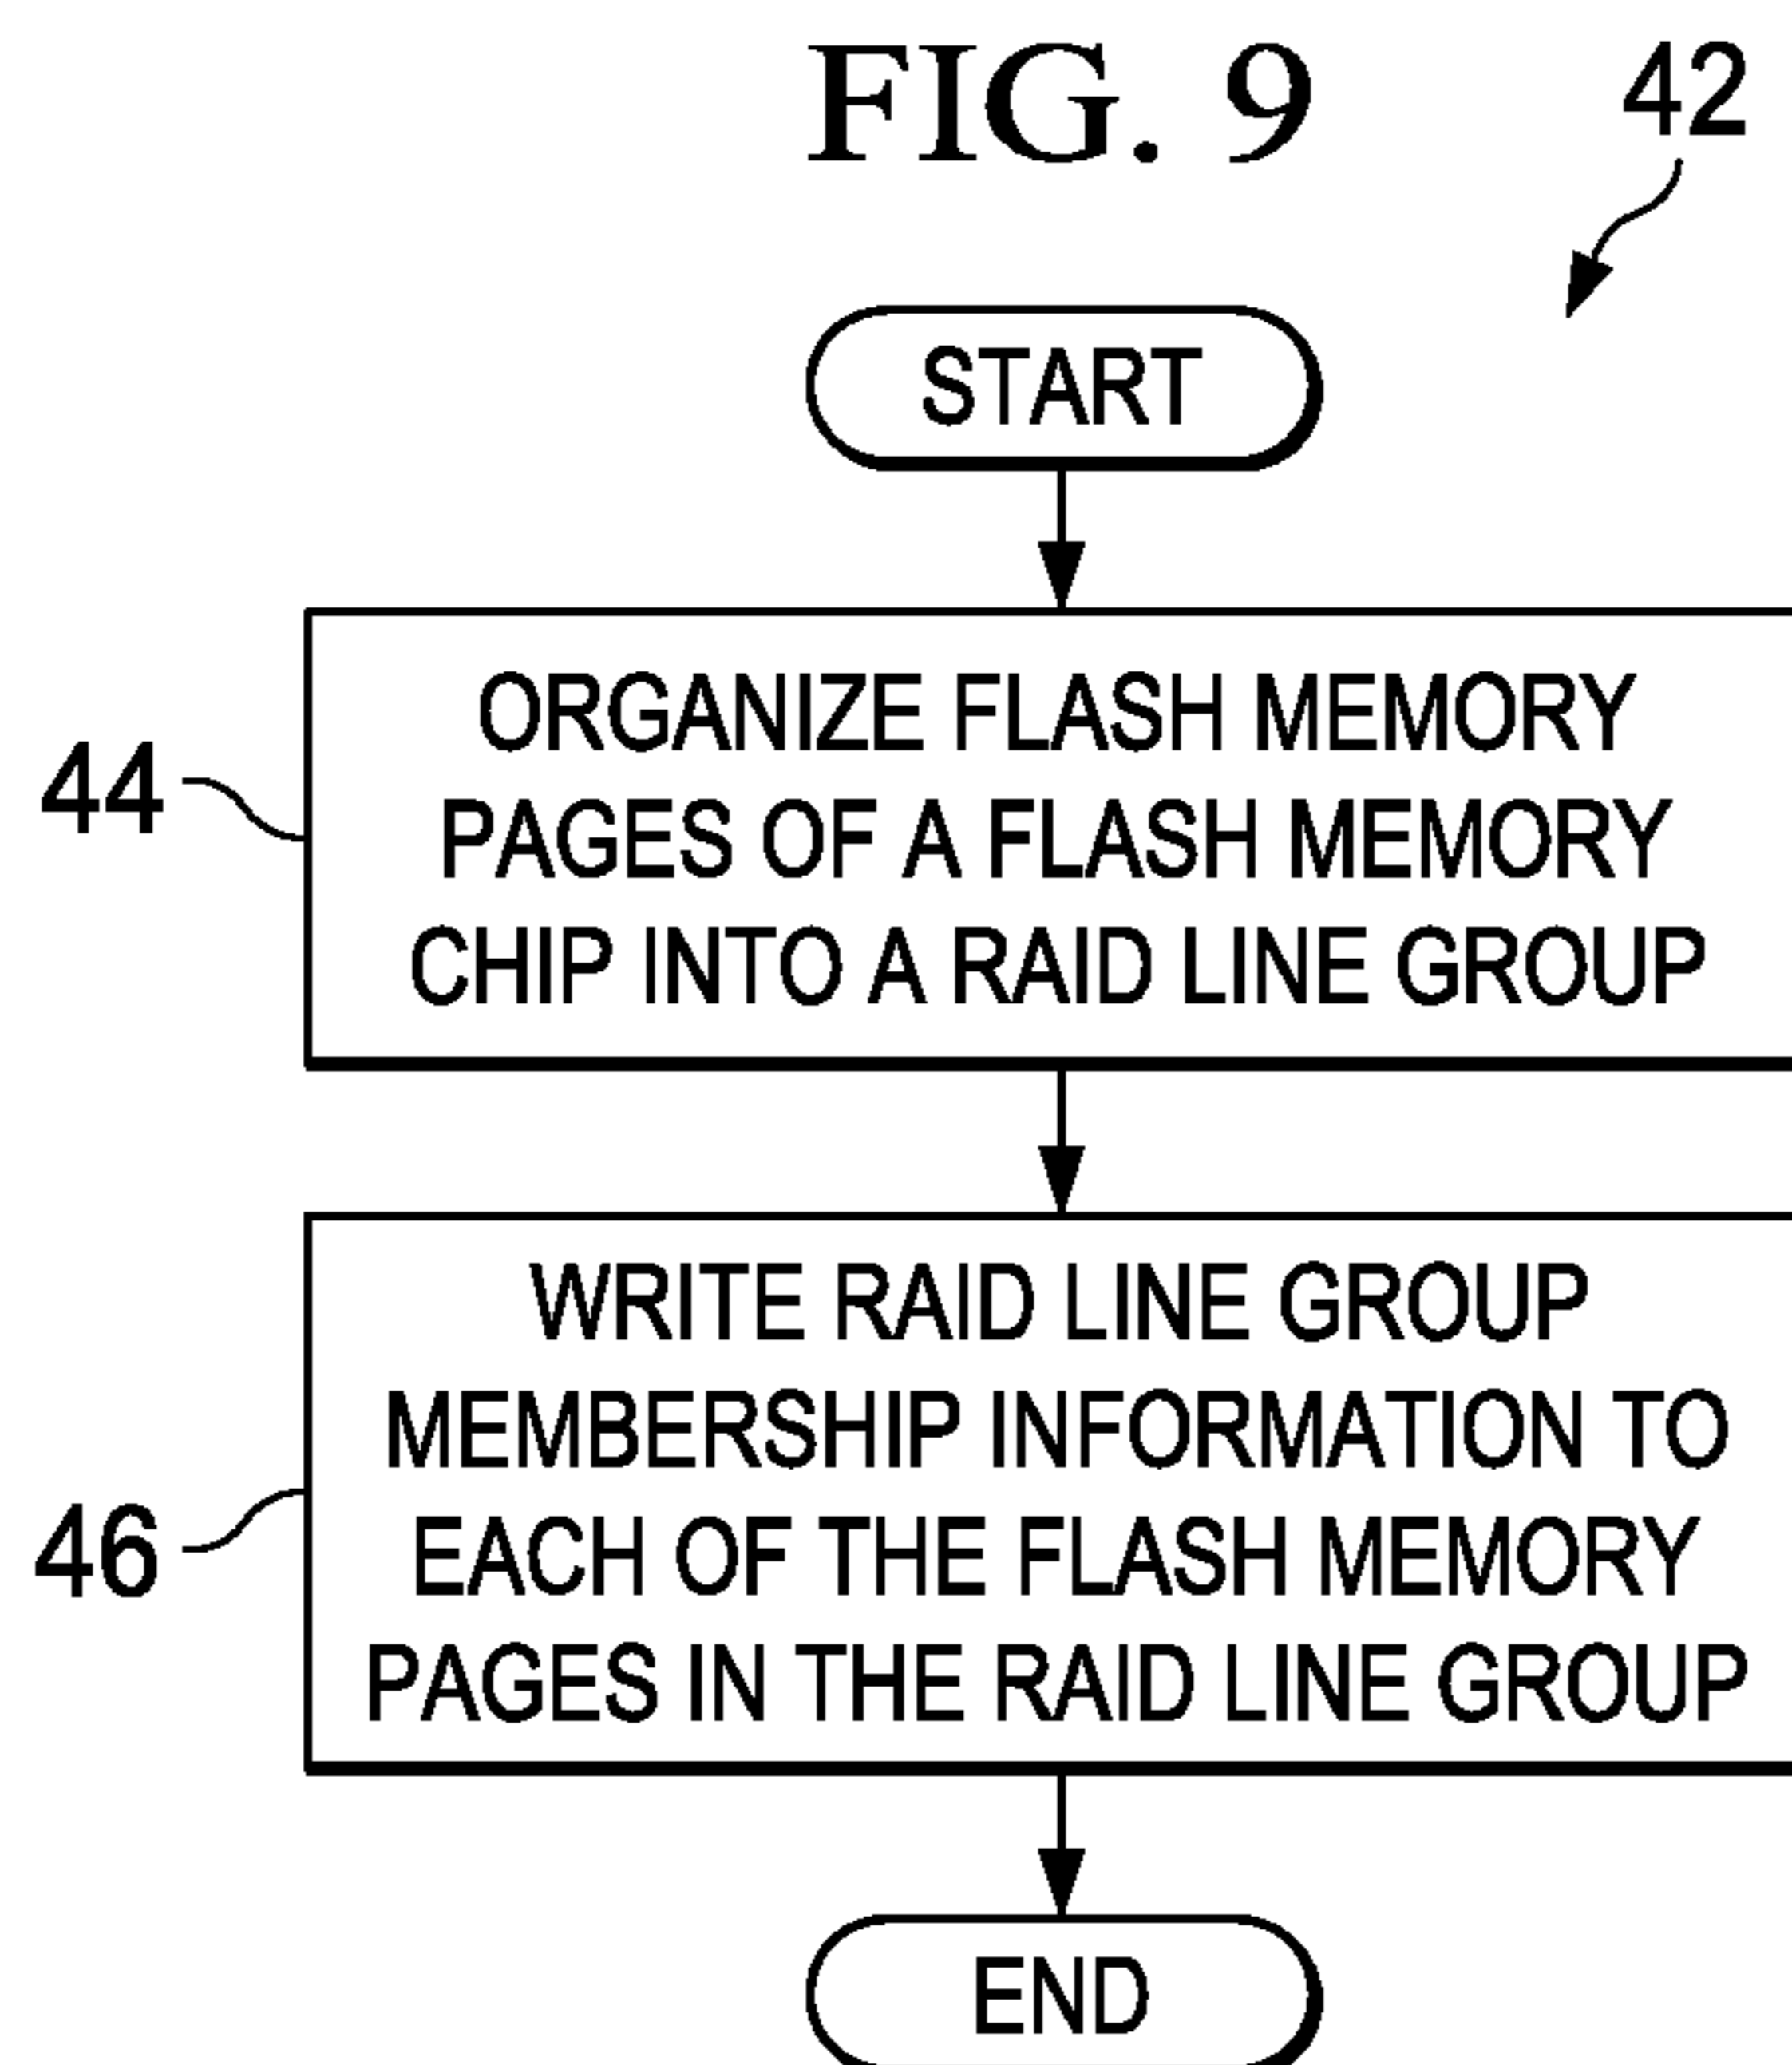 FIG. 9
42
START
44
ORGANIZE FLASH MEMORY
PAGES OF A FLASH MEMORY
CHIP INTO A RAID LINE GROUP
46
WRITE RAID LINE GROUP
MEMBERSHIP INFORMATION TO
EACH OF THE FLASH MEMORY
PAGES IN THE RAID LINE GROUP
END